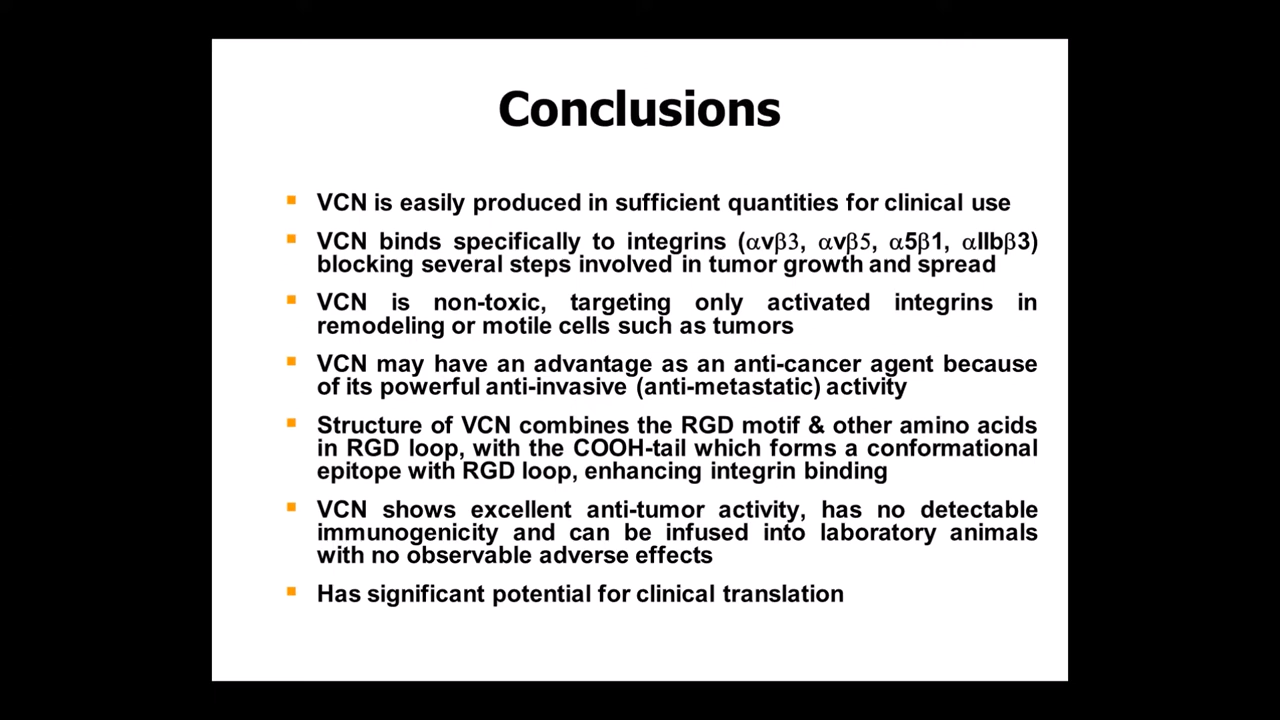 Conclusions
▪ VCN is easily produced in sufficient quantities for clinical use
▪ VCN binds specifically to integrins (αvβ3, αvβ5, α5β1, αIIbβ3)
blocking several steps involved in tumor growth and spread
▪ VCN is non-toxic, targeting only activated integrins in
remodeling or motile cells such as tumors
▪ VCN may have an advantage as an anti-cancer agent because
of its powerful anti-invasive (anti-metastatic) activity
▪ Structure of VCN combines the RGD motif & other amino acids
in RGD loop, with the COOH-tail which forms a conformational
epitope with RGD loop, enhancing integrin binding
▪ VCN shows excellent anti-tumor activity, has no detectable
immunogenicity and can be infused into laboratory animals
with no observable adverse effects
▪ Has significant potential for clinical translation